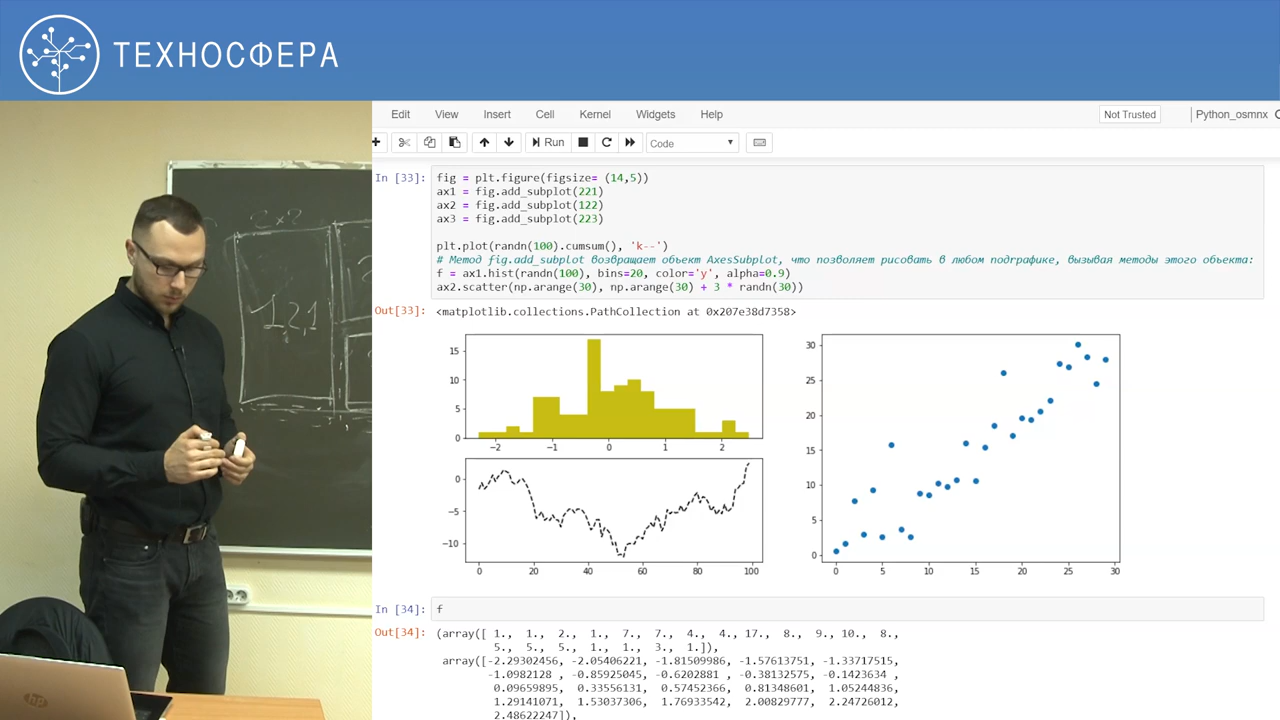 ТЕХНОСФЕРА
Edit View Insert Cell Kernel Widgets Help
Not Trusted
Python_osmnx
Run
Code
2x2
1,2,1
In [33]:
fig = plt.figure(figsize= (14,5))
ax1 = fig.add_subplot(221)
ax2 = fig.add_subplot(122)
ax3 = fig.add_subplot(223)
plt.plot(randn(100).cumsum(), 'k--')
# Метод fig.add_subplot возвращает объект AxesSubplot, что позволяет рисовать в любом подграфике, вызывая методы этого объекта:
f = ax1.hist(randn(100), bins=20, color='y', alpha=0.9)
ax2.scatter(np.arange(30), np.arange(30) + 3 * randn(30))
Out[33]: <matplotlib.collections.PathCollection at 0x207e38d7358>
15
10
5
0
−2 −1 0 1 2
0
−5
−10
0 20 40 60 80 100
30
25
20
15
10
5
0
0 5 10 15 20 25 30
In [34]: f
Out[34]: (array([ 1., 1., 2., 1., 7., 7., 4., 4., 17., 8., 9., 10., 8.,
5., 5., 5., 1., 1., 3., 1.]),
array([-2.29302456, -2.05406221, -1.81509986, -1.57613751, -1.33717515,
-1.0982128 , -0.85925045, -0.6202881 , -0.38132575, -0.1423634 ,
0.09659895, 0.33556131, 0.57452366, 0.81348601, 1.05244836,
1.29141071, 1.53037306, 1.76933542, 2.00829777, 2.24726012,
2.48622247]),
hp